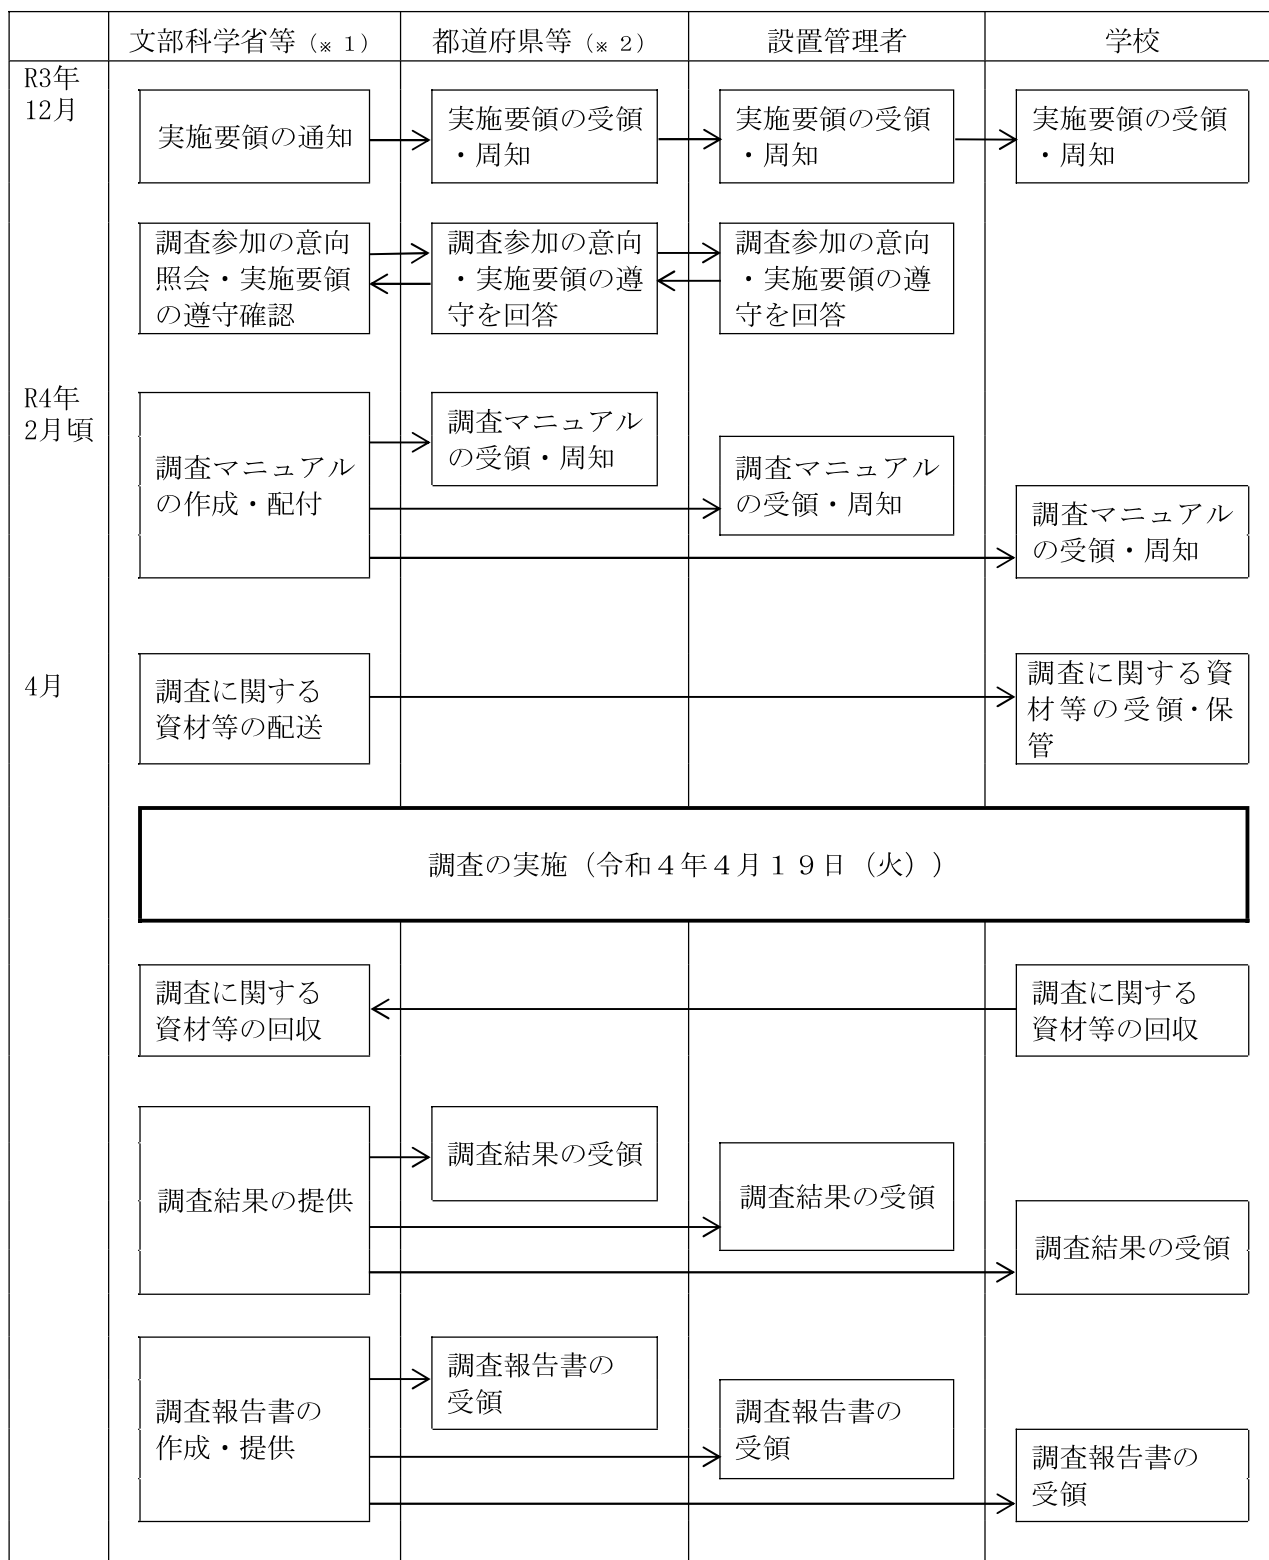 文部科学省等（※１）
都道府県等（※２）
設置管理者
学校
R3年
12月
実施要領の通知
実施要領の受領
・周知
実施要領の受領
・周知
実施要領の受領
・周知
調査参加の意向
照会・実施要領
の遵守確認
調査参加の意向
・実施要領の遵
守を回答
調査参加の意向
・実施要領の遵
守を回答
R4年
2月頃
調査マニュアル
の作成・配付
調査マニュアル
の受領・周知
調査マニュアル
の受領・周知
調査マニュアル
の受領・周知
4月
調査に関する
資材等の配送
調査に関する資
材等の受領・保
管
調査の実施（令和４年４月１９日（火））
調査に関する
資材等の回収
調査に関する
資材等の回収
調査結果の提供
調査結果の受領
調査結果の受領
調査結果の受領
調査報告書の
作成・提供
調査報告書の
受領
調査報告書の
受領
調査報告書の
受領